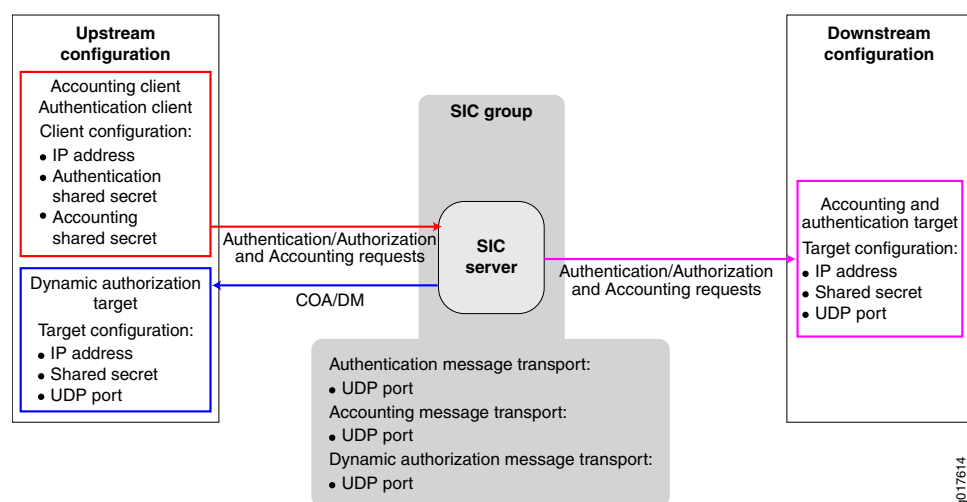 Upstream
configuration
Accounting client
Authentication client
Client configuration:
• IP address
• Authentication
shared secret
• Accounting
shared secret
Dynamic authorization
target
Target configuration:
• IP address
• Shared secret
• UDP port
Authentication/Authorization
and Accounting requests
COA/DM
SIC group
SIC
server
Authentication message transport:
• UDP port
Accounting message transport:
• UDP port
Dynamic authorization message transport:
• UDP port
Authentication/Authorization
and Accounting requests
Downstream
configuration
Accounting and
authentication target
Target configuration:
• IP address
• Shared secret
• UDP port